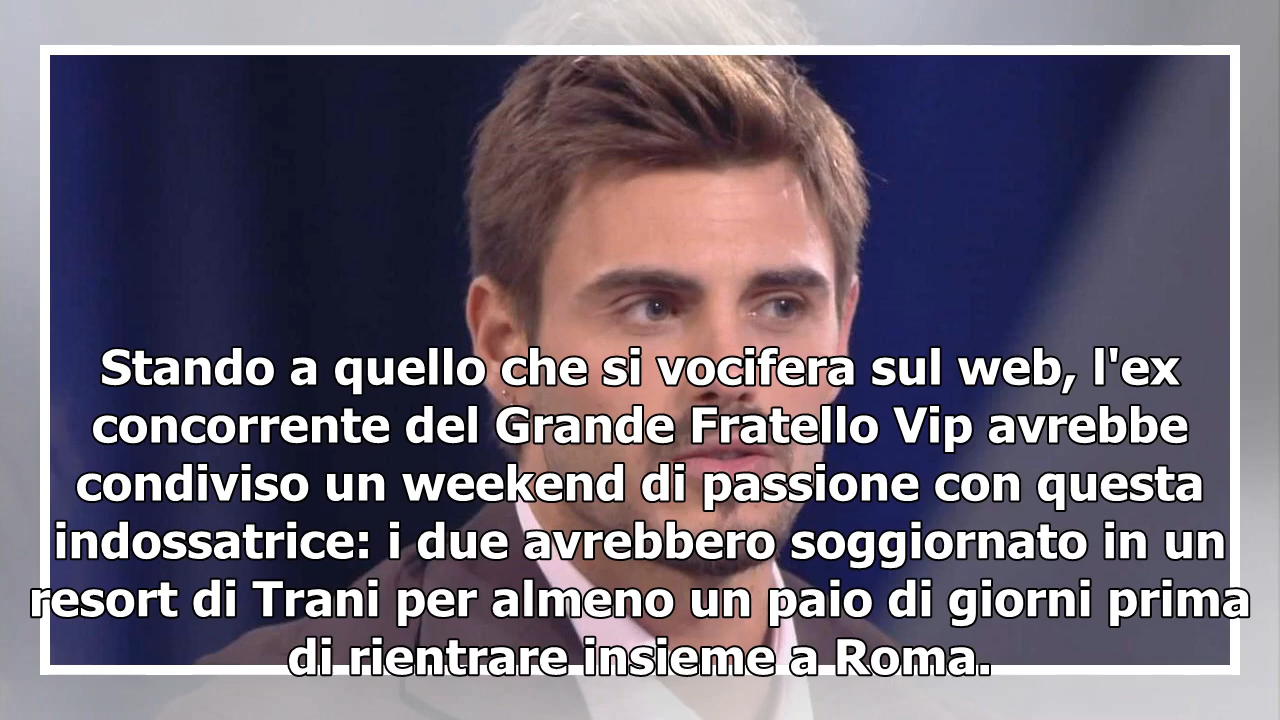 Stando a quello che si vocifera sul web, l'ex
concorrente del Grande Fratello Vip avrebbe
condiviso un weekend di passione con questa
indossatrice: i due avrebbero soggiornato in un
resort di Trani per almeno un paio di giorni prima
di rientrare insieme a Roma.